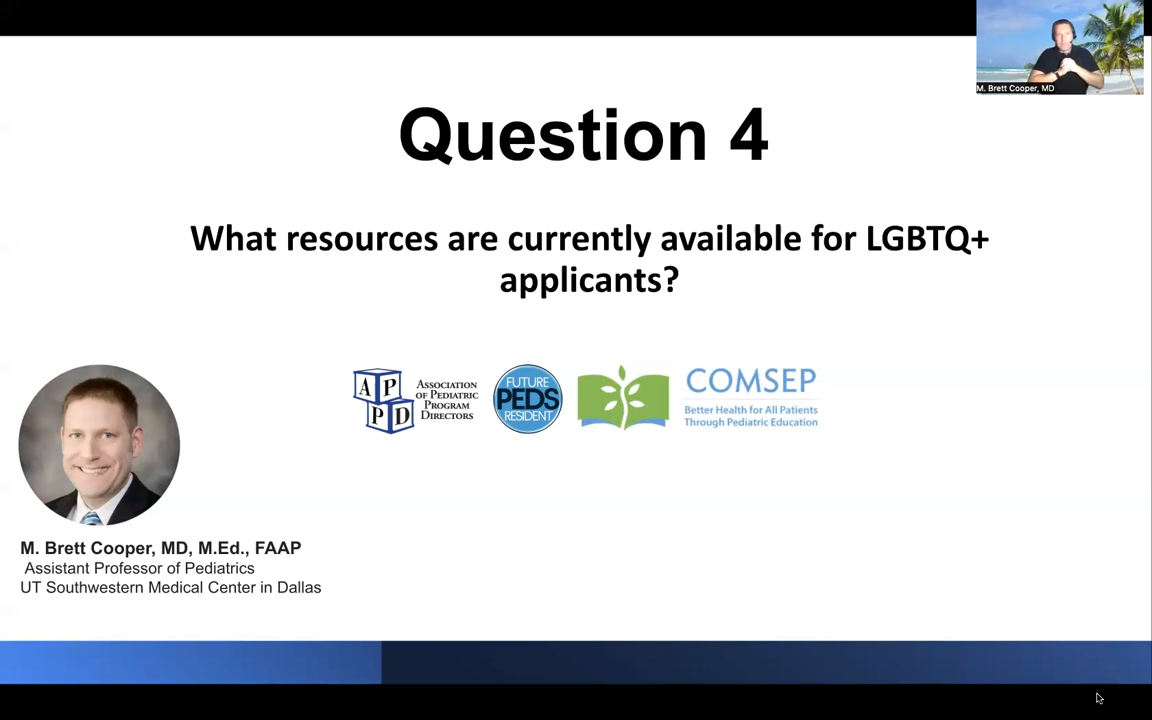 M. Brett Cooper, MD
Question 4
What resources are currently available for LGBTQ+
applicants?
A P
P D
ASSOCIATION
OF PEDIATRIC
PROGRAM
DIRECTORS
FUTURE
PEDS
RESIDENT
COMSEP
Better Health for All Patients
Through Pediatric Education
M. Brett Cooper, MD, M.Ed., FAAP
Assistant Professor of Pediatrics
UT Southwestern Medical Center in Dallas